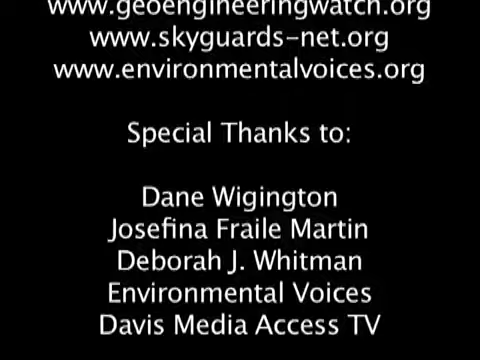 www.geoengineeringwatch.org
www.skyguards-net.org
www.environmentalvoices.org
Special Thanks to:
Dane Wigington
Josefina Fraile Martin
Deborah J. Whitman
Environmental Voices
Davis Media Access TV